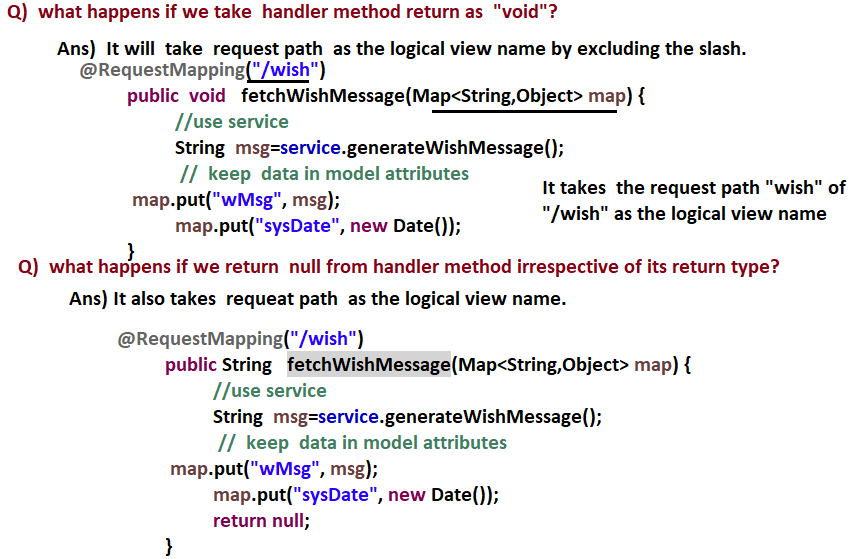 Q)  what happens if we take  handler method return as  "void"?
Ans)  It will  take  request path  as the logical view name by excluding the slash.
@RequestMapping("/wish")
public  void   fetchWishMessage(Map<String,Object> map) {
//use service
String  msg=service.generateWishMessage();
//  keep  data in model attributes
map.put("wMsg", msg);
map.put("sysDate", new Date());
}
It takes  the request path "wish" of
"/wish" as the logical view name
Q)  what happens if we return  null from handler method irrespective of its return type?
Ans) It also takes  requeat path  as the logical view name.
@RequestMapping("/wish")
public String   fetchWishMessage(Map<String,Object> map) {
//use service
String  msg=service.generateWishMessage();
//  keep  data in model attributes
map.put("wMsg", msg);
map.put("sysDate", new Date());
return null;
}